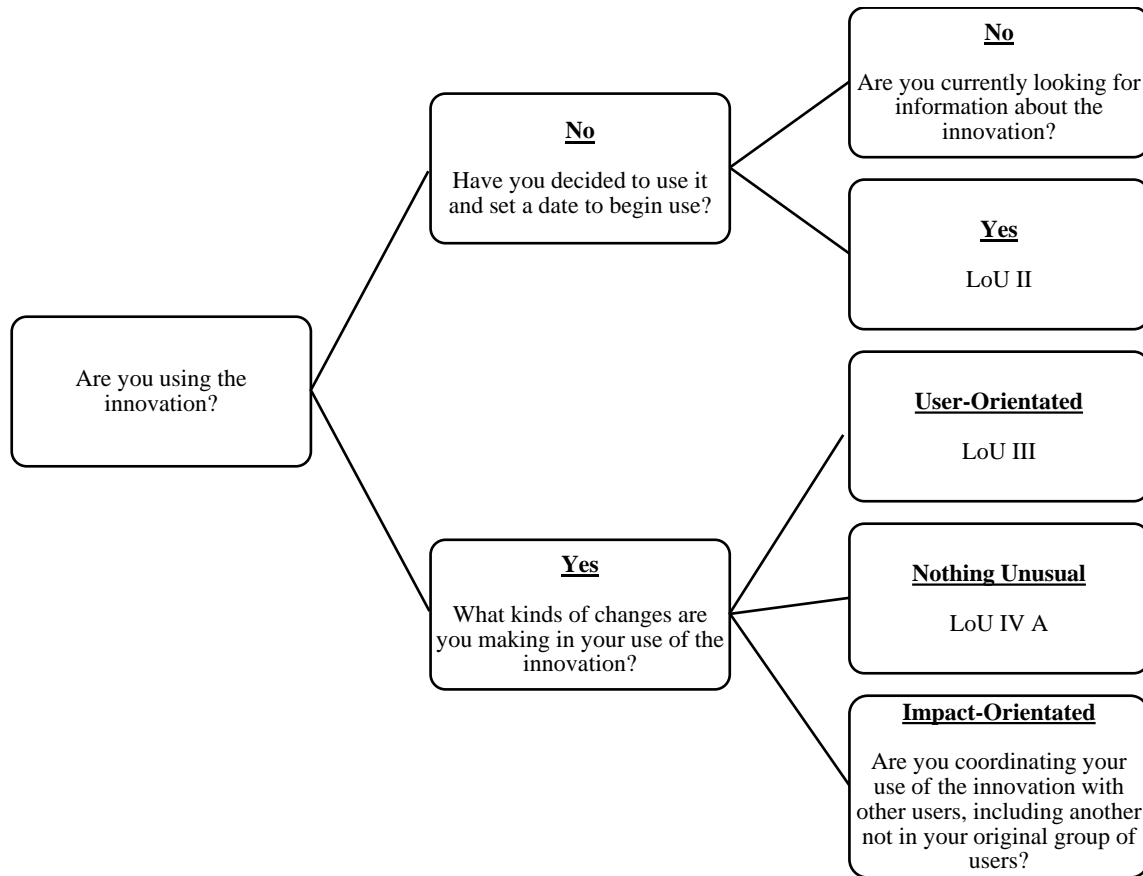 Are you using the
innovation?
No
Have you decided to use it
and set a date to begin use?
Yes
What kinds of changes are
you making in your use of the
innovation?
No
Are you currently looking for
information about the
innovation?
Yes
LoU II
User-Orientated
LoU III
Nothing Unusual
LoU IV A
Impact-Orientated
Are you coordinating your
use of the innovation with
other users, including another
not in your original group of
users?